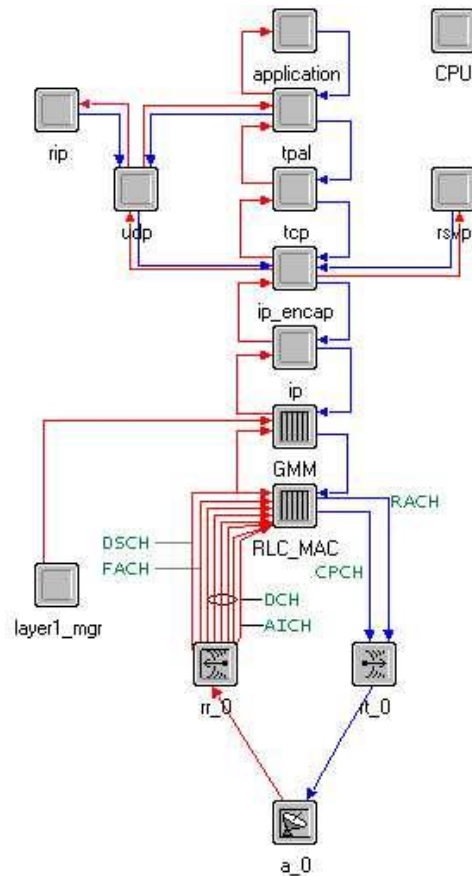 application
CPU
rip
tpal
udp
tcp
rsvp
ip_encap
ip
GMM
RACH
DSCH
RLC_MAC
FACH
CPCH
DCH
layer1_mgr
AICH
rr_0
rt_0
a_0